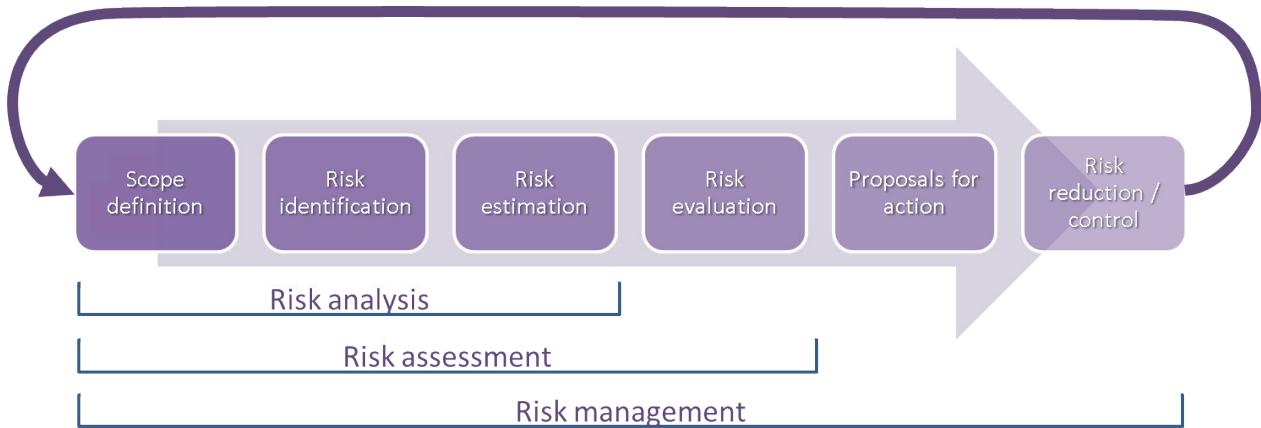 Scope
definition
Risk
identification
Risk
estimation
Risk
evaluation
Proposals for
action
Risk
reduction /
control
Risk analysis
Risk assessment
Risk management